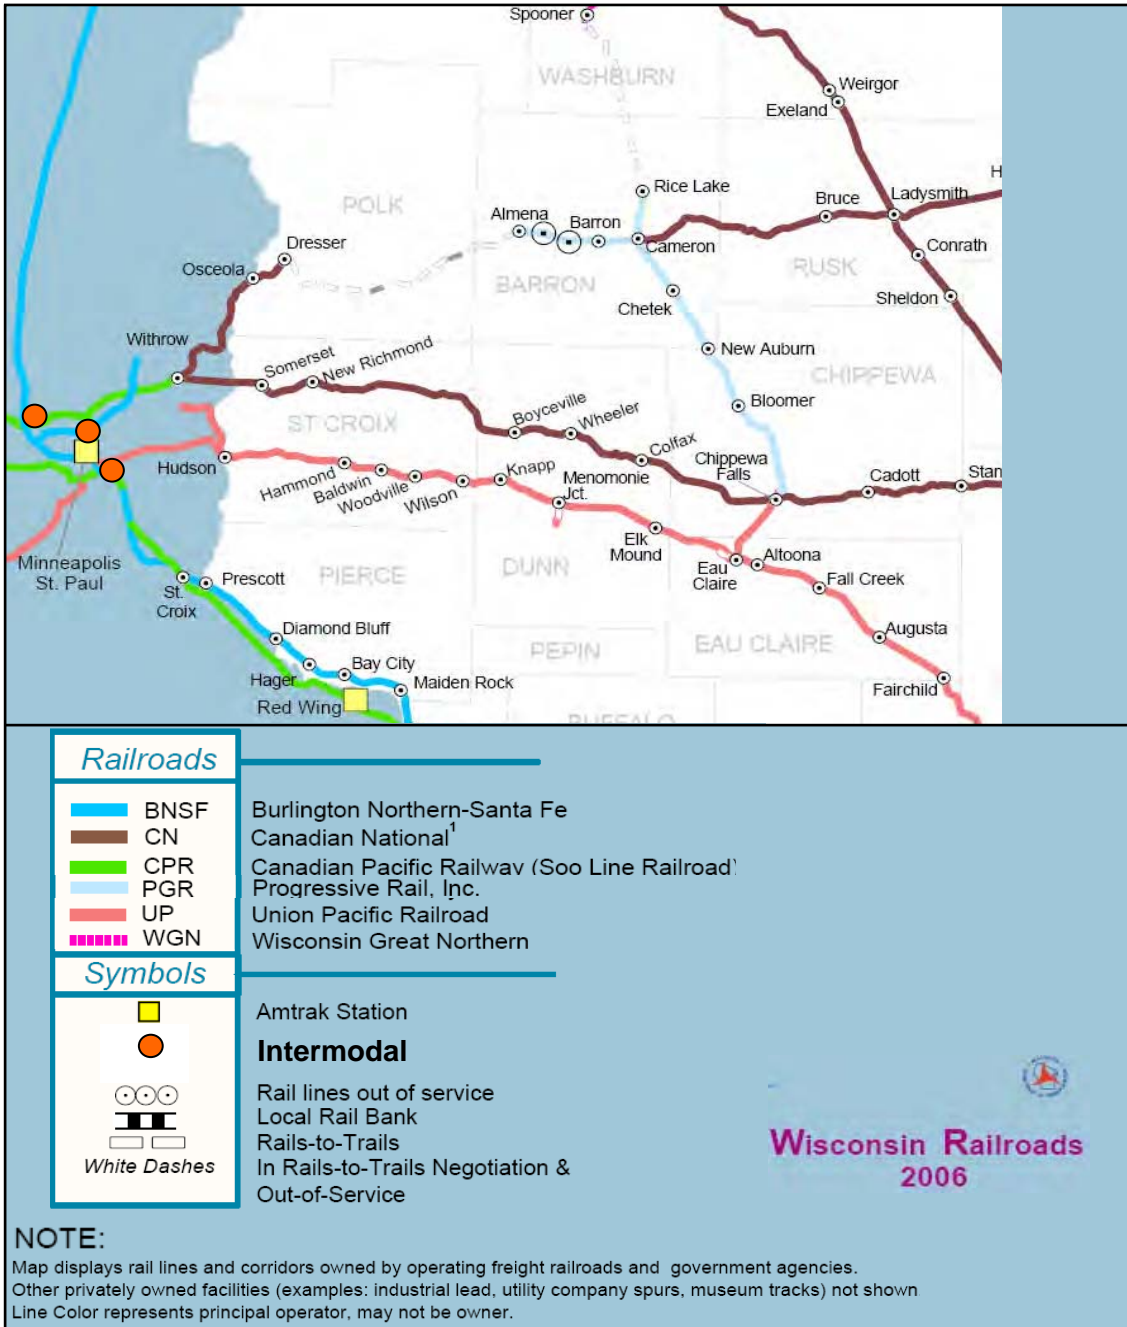 Spooner
WASHBURN
Weirgor
Exeland
Rice Lake
Bruce
Ladysmith
H
POLK
Almena
Barron
Cameron
Conrath
Dresser
Osceola
BARRON
RUSK
Chetek
Sheldon
Withrow
New Auburn
Somerset
New Richmond
CHIPPEWA
Bloomer
ST CROIX
Boyceville
Wheeler
Colfax
Chippewa
Falls
Hudson
Hammond
Baldwin
Woodville
Wilson
Knapp
Menomonie
Jct.
Cadott
Stan
Elk
Mound
Eau
Claire
Altoona
Fall Creek
Minneapolis
St. Paul
St.
Croix
Prescott
PIERCE
DUNN
Diamond Bluff
PEPIN
EAU CLAIRE
Augusta
Hager
Bay City
Maiden Rock
Fairchild
Red Wing
BUFFALO
Railroads
BNSF Burlington Northern-Santa Fe
CN Canadian National1
CPR Canadian Pacific Railway (Soo Line Railroad)
PGR Progressive Rail, Inc.
UP Union Pacific Railroad
WGN Wisconsin Great Northern
Symbols
Amtrak Station
Intermodal
Rail lines out of service
Local Rail Bank
Rails-to-Trails
White Dashes In Rails-to-Trails Negotiation &
Out-of-Service
Wisconsin Railroads
2006
NOTE:
Map displays rail lines and corridors owned by operating freight railroads and government agencies.
Other privately owned facilities (examples: industrial lead, utility company spurs, museum tracks) not shown
Line Color represents principal operator, may not be owner.